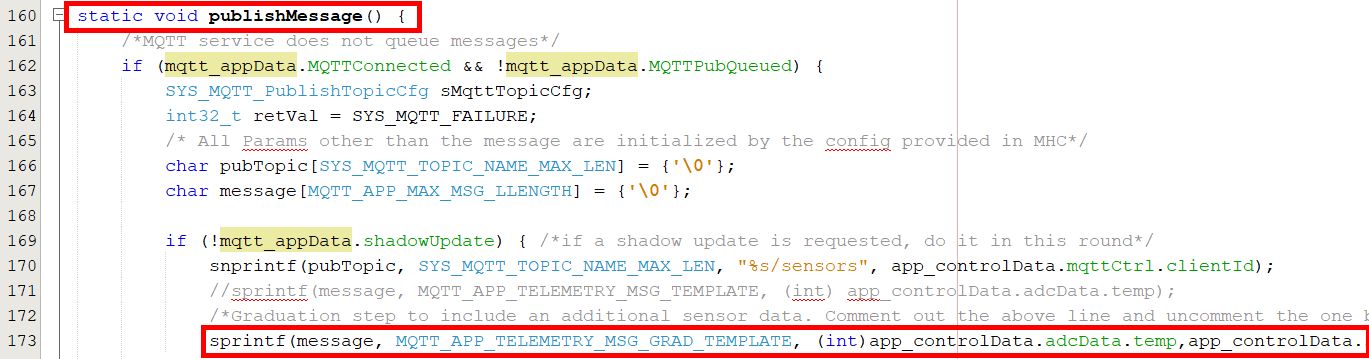 160 static void publishMessage() {
161 /*MQTT service does not queue messages*/
162 if (mqtt_appData.MQTTConnected && !mqtt_appData.MQTTPubQueued) {
163 SYS_MQTT_PublishTopicCfg sMqttTopicCfg;
164 int32_t retVal = SYS_MQTT_FAILURE;
165 /* All Params other than the message are initialized by the config provided in MHC*/
166 char pubTopic[SYS_MQTT_TOPIC_NAME_MAX_LEN] = {'\0'};
167 char message[MQTT_APP_MAX_MSG_LLENGTH] = {'\0'};
168
169 if (!mqtt_appData.shadowUpdate) { /*if a shadow update is requested, do it in this round*/
170 snprintf(pubTopic, SYS_MQTT_TOPIC_NAME_MAX_LEN, "%s/sensors", app_controlData.mqttCtrl.clientId);
171 //sprintf(message, MQTT_APP_TELEMETRY_MSG_TEMPLATE, (int) app_controlData.adcData.temp);
172 /*Graduation step to include an additional sensor data. Comment out the above line and uncomment the one
173 sprintf(message, MQTT_APP_TELEMETRY_MSG_GRAD_TEMPLATE, (int)app_controlData.adcData.temp,app_controlData.